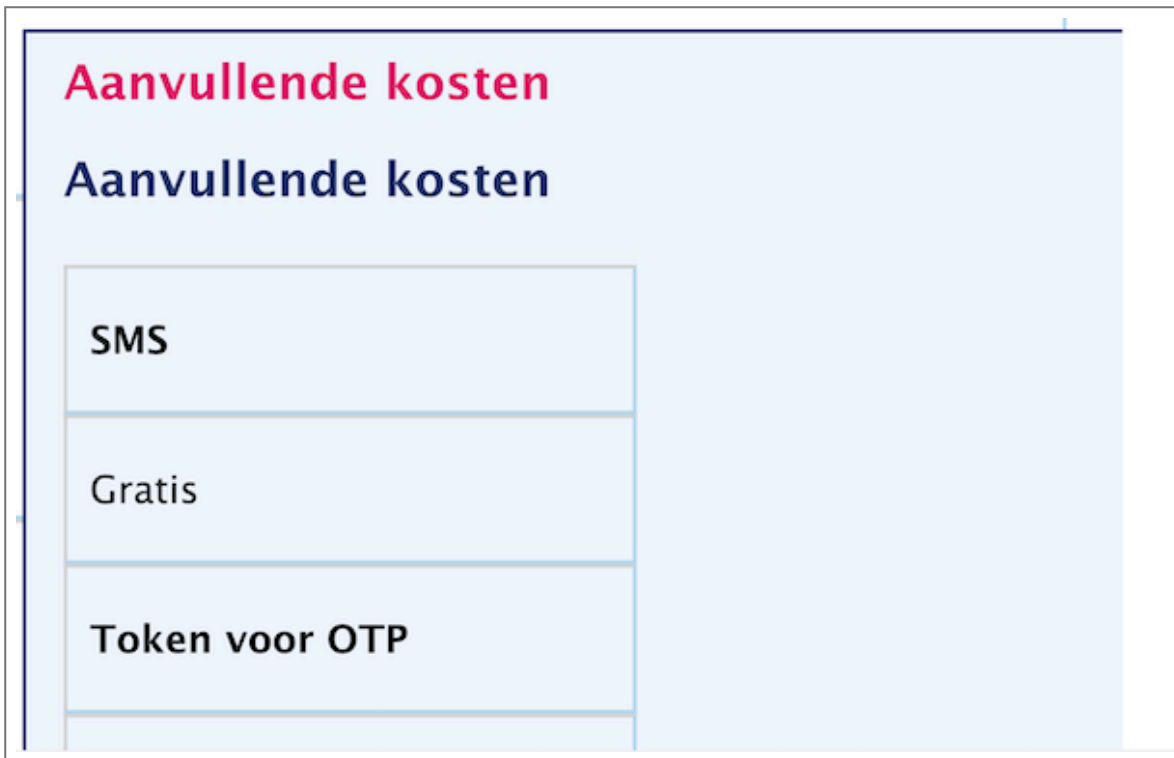 Aanvullende kosten
Aanvullende kosten
SMS
Gratis
Token voor OTP